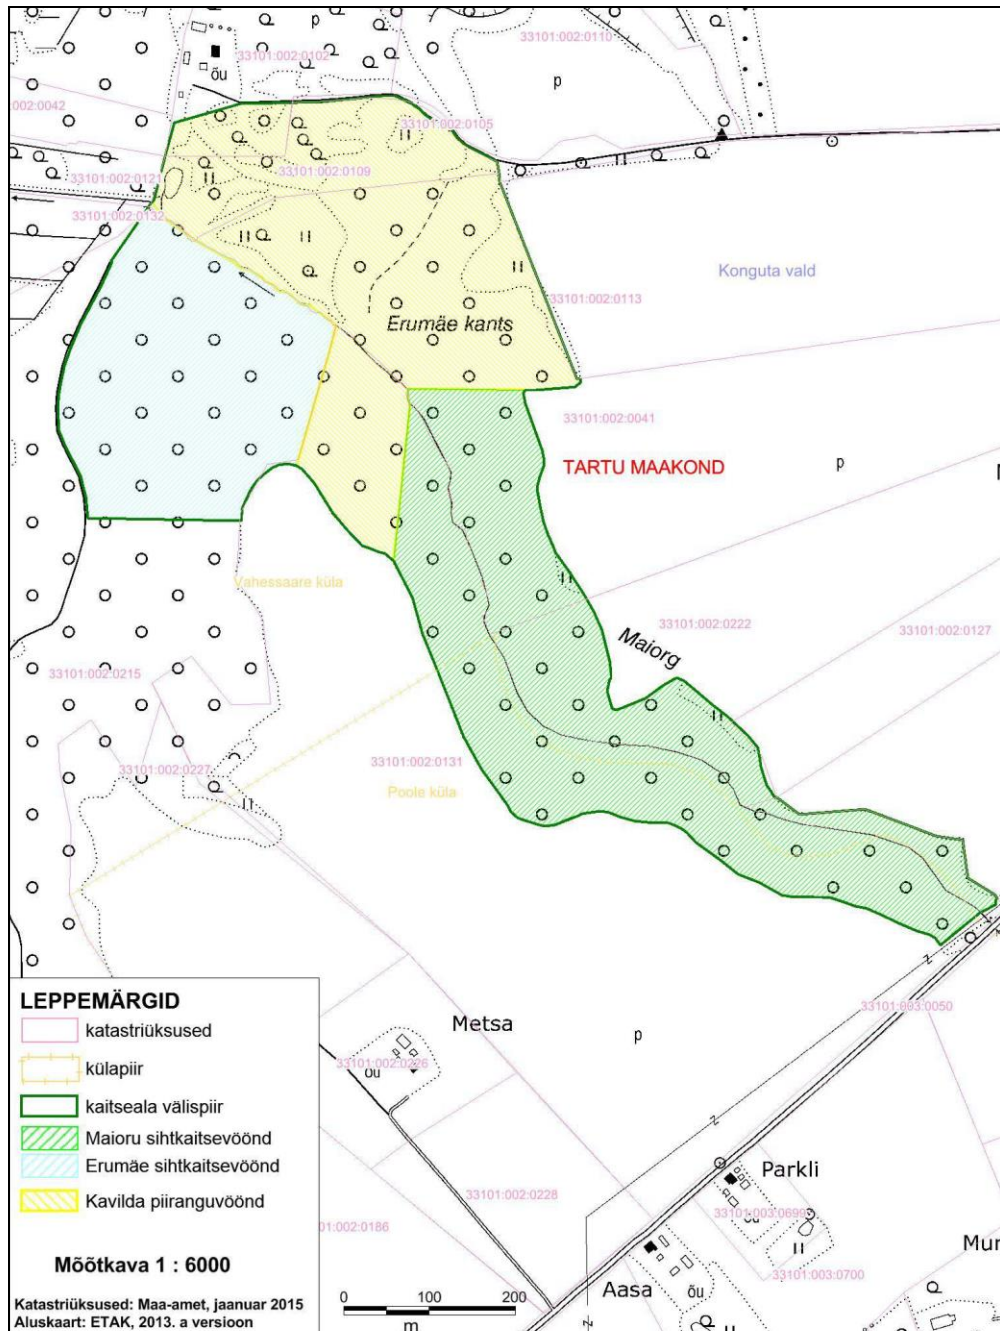 p
33101:002:0110
33101:002:0102
õu
p
002:0042
33101:002:0105
33101:002:0121
33101:002:0109
33101:002:0132
Konguta vald
33101:002:0113
Erumäe kants
33101:002:0041
TARTU MAAKOND
p
Vahessaare küla
33101:002:0222
33101:002:0127
Maiorg
33101:002:0215
33101:002:0131
33101:002:0227
Poole küla
z
LEPPEMÄRGID
katastriüksused
külapiir
kaitseala välispiir
Maioru sihtkaitsevöönd
Erumäe sihtkaitsevöönd
Kavilda piiranguvöönd
Mõõtkava 1 : 6000
Katastriüksused: Maa-amet, jaanuar 2015
Aluskaart: ETAK, 2013. a versioon
33101:003:0050
Metsa
p
33101:002:0226
õu
z
Parkli
33101:002:0228
33101:003:0699
õu
01:002:0186
Mur
33101:003:0700
Aasa
õu
0 100 200
m
z